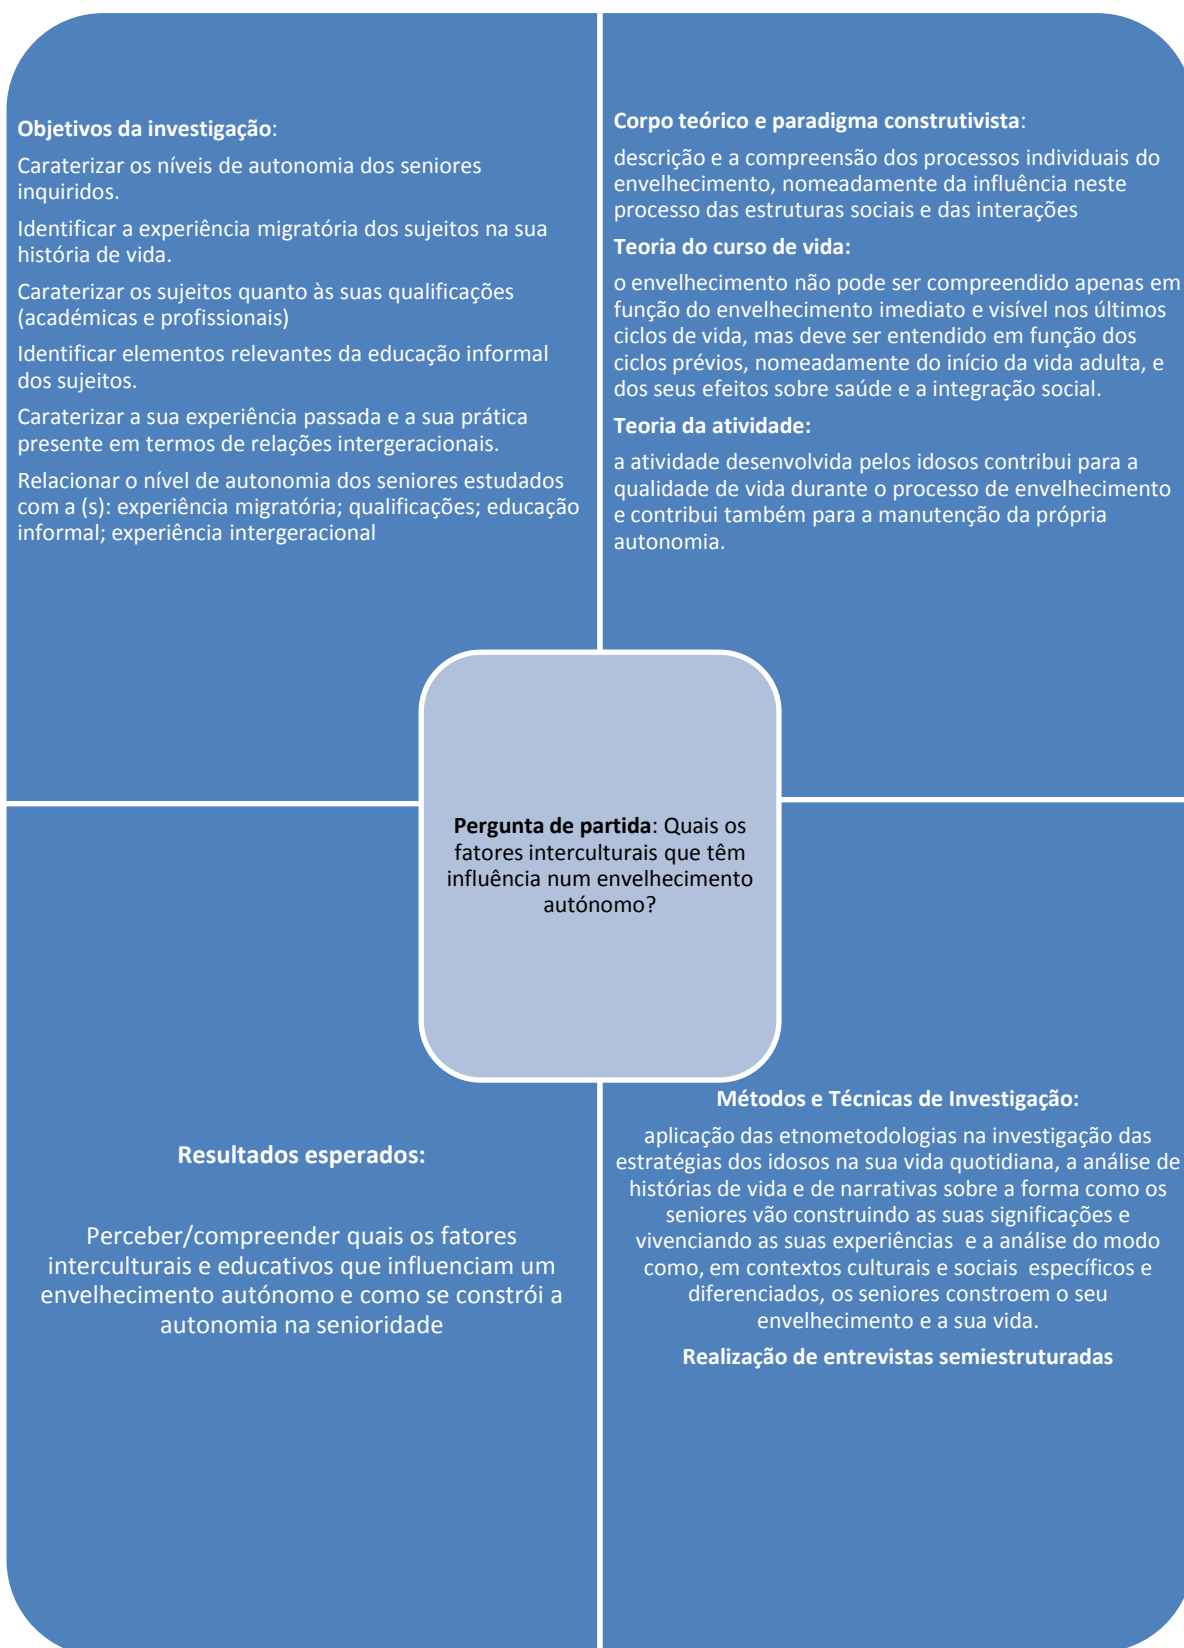 Objetivos da investigação:
Caraterizar os níveis de autonomia dos seniores
inquiridos.
Identificar a experiência migratória dos sujeitos na sua
história de vida.
Caraterizar os sujeitos quanto às suas qualificações
(académicas e profissionais)
Identificar elementos relevantes da educação informal
dos sujeitos.
Caraterizar a sua experiência passada e a sua prática
presente em termos de relações intergeracionais.
Relacionar o nível de autonomia dos seniores estudados
com a (s): experiência migratória; qualificações; educação
informal; experiência intergeracional
Corpo teórico e paradigma construtivista:
descrição e a compreensão dos processos individuais do
envelhecimento, nomeadamente da influência neste
processo das estruturas sociais e das interações
Teoria do curso de vida:
o envelhecimento não pode ser compreendido apenas em
função do envelhecimento imediato e visível nos últimos
ciclos de vida, mas deve ser entendido em função dos
ciclos prévios, nomeadamente do início da vida adulta, e
dos seus efeitos sobre saúde e a integração social.
Teoria da atividade:
a atividade desenvolvida pelos idosos contribui para a
qualidade de vida durante o processo de envelhecimento
e contribui também para a manutenção da própria
autonomia.
Pergunta de partida: Quais os
fatores interculturais que têm
influência num envelhecimento
autónomo?
Resultados esperados:
Perceber/compreender quais os fatores
interculturais e educativos que influenciam um
envelhecimento autónomo e como se constrói a
autonomia na senioridade
Métodos e Técnicas de Investigação:
aplicação das etnometodologias na investigação das
estratégias dos idosos na sua vida quotidiana, a análise de
histórias de vida e de narrativas sobre a forma como os
seniores vão construindo as suas significações e
vivenciando as suas experiências e a análise do modo
como, em contextos culturais e sociais específicos e
diferenciados, os seniores constroem o seu
envelhecimento e a sua vida.
Realização de entrevistas semiestruturadas